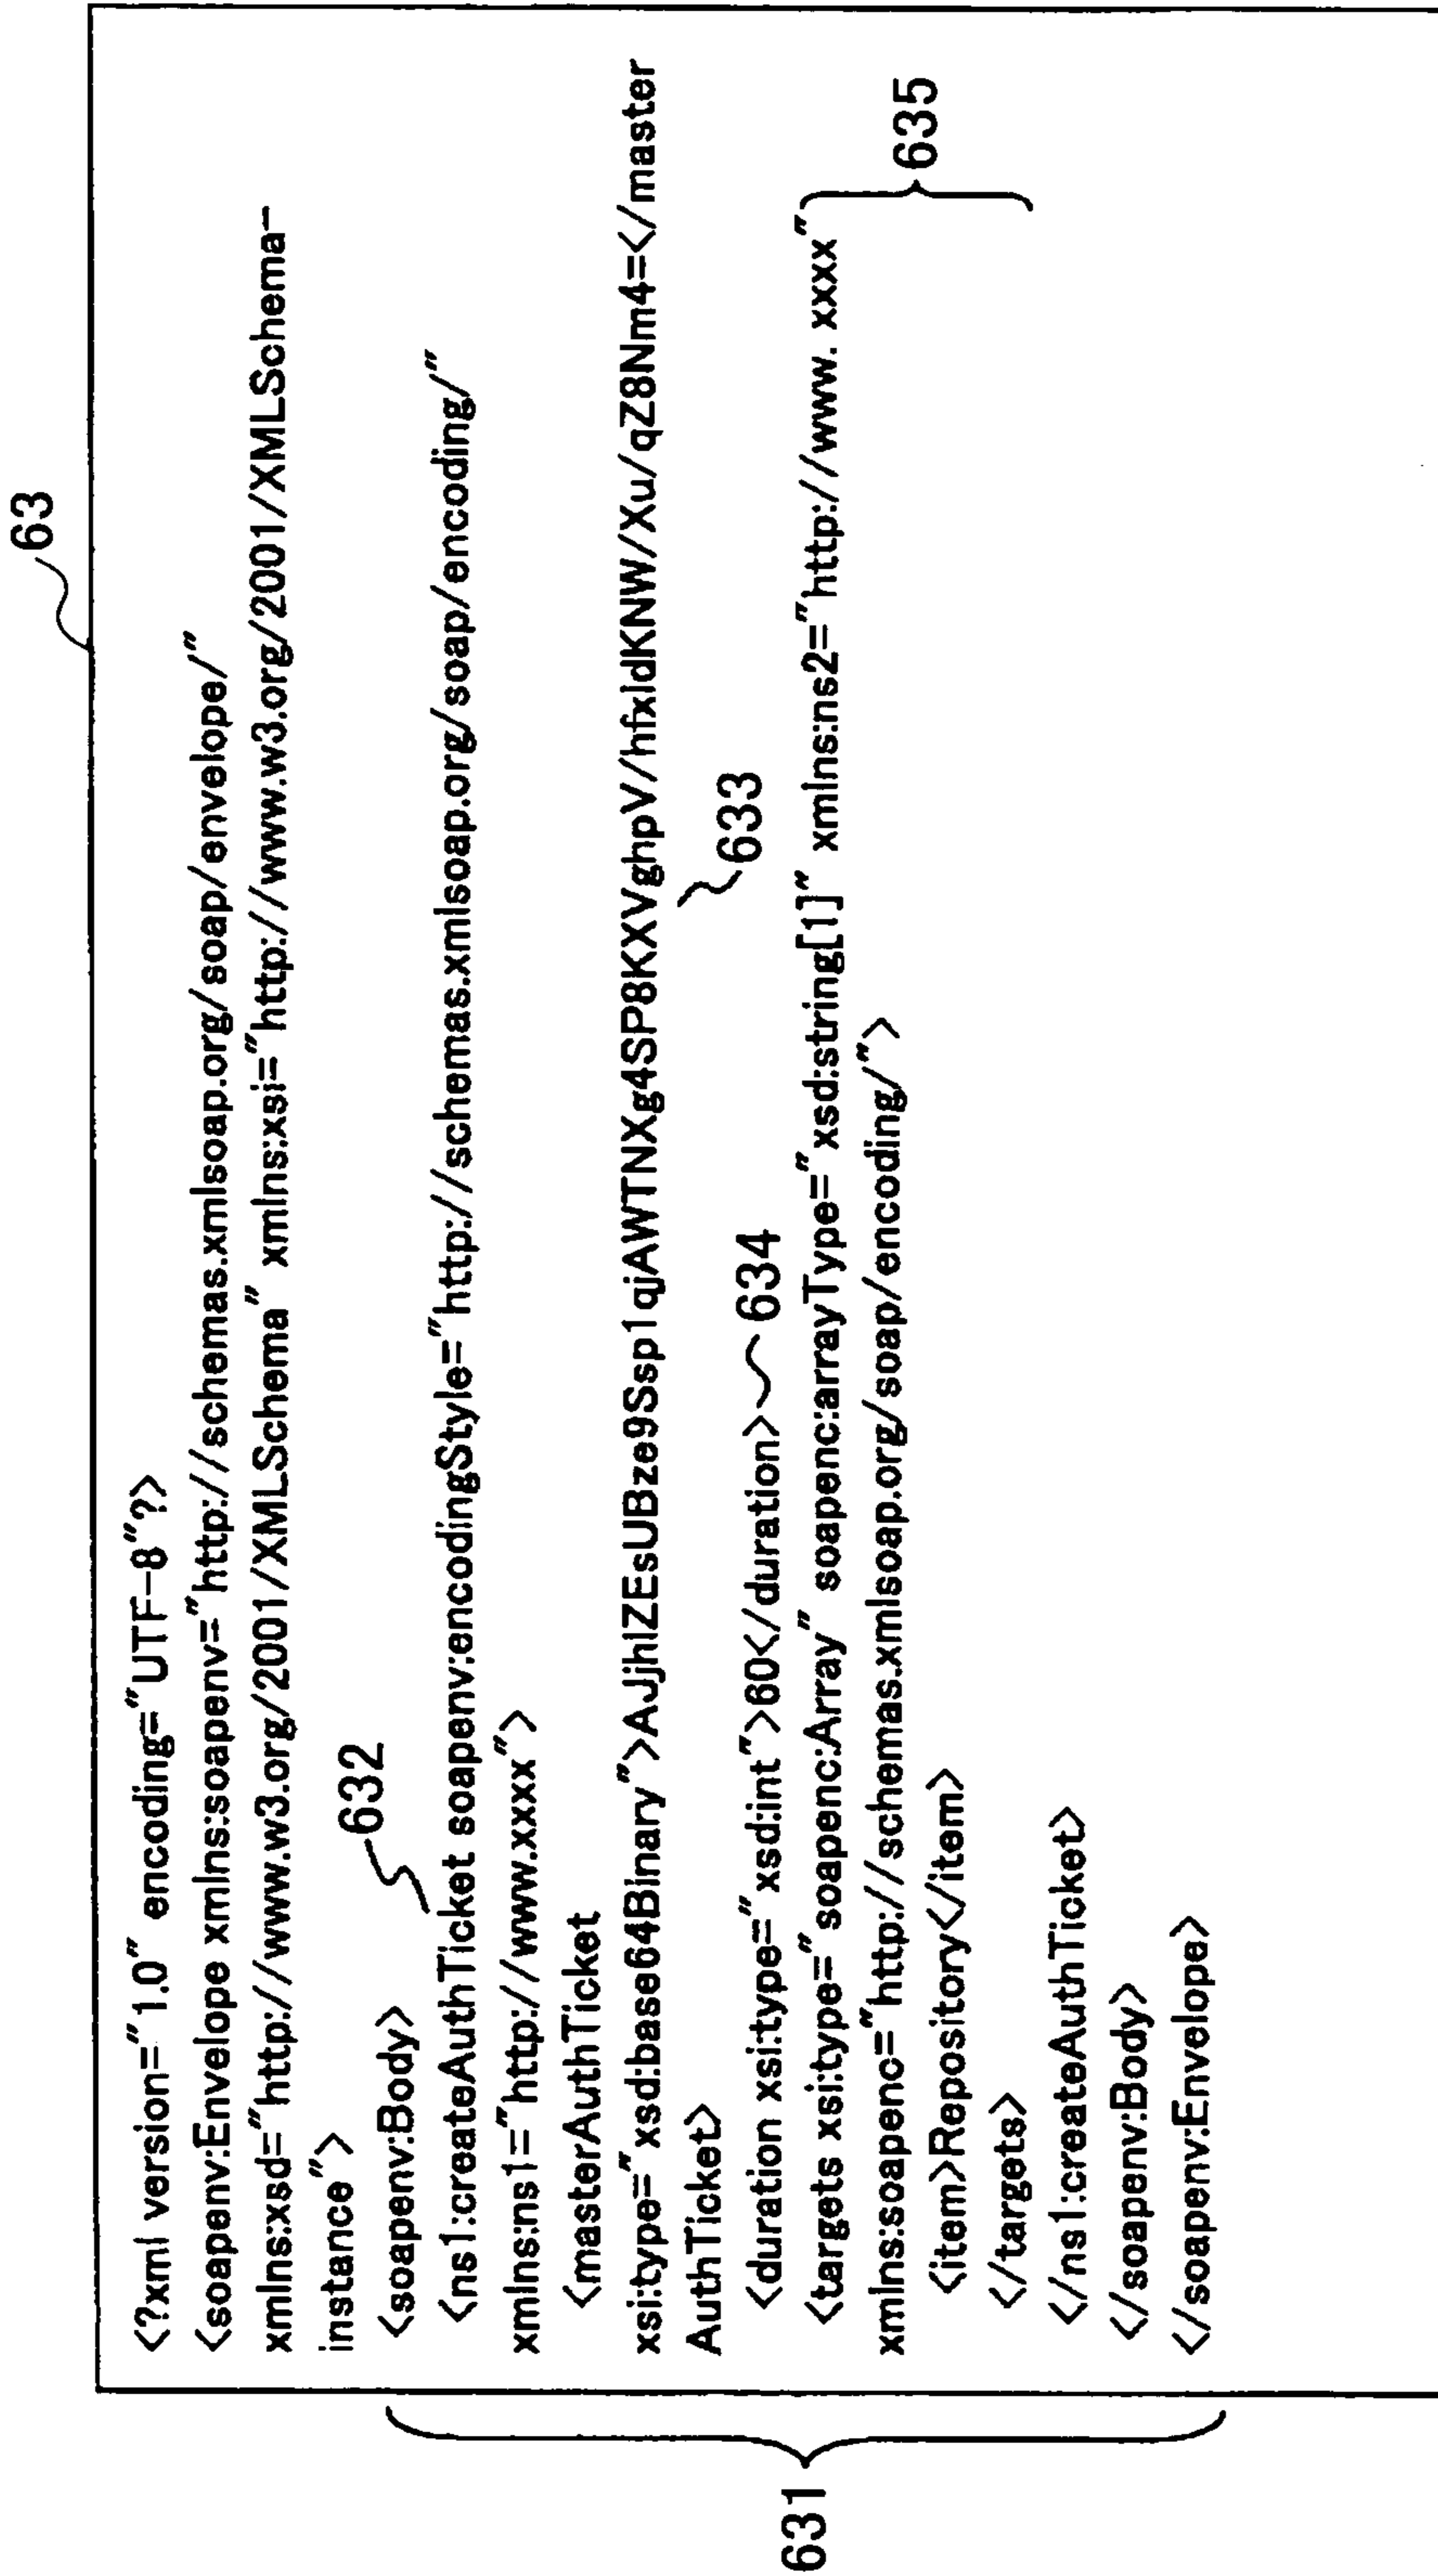 63
<?xml version="1.0" encoding="UTF-8"?>
<soapenv:Envelope xmlns:soapenv="http://schemas.xmlsoap.org/soap/envelope/"
xmlns:xsd="http://www.w3.org/2001/XMLSchema" xmlns:xsi="http://www.w3.org/2001/XMLSchema-
instance">
<soapenv:Body>
632
<ns1:createAuthTicket soapenv:encodingStyle="http://schemas.xmlsoap.org/soap/encoding/"
xmlns:ns1="http://www.xxx">
<masterAuthTicket
xsi:type="xsd:base64Binary">AJjhlZEsUBze9Ssp1qjAWTNXg4SP8KXVghpV/hfxldKNW/Xu/qZ8Nm4=</master
AuthTicket>
633
<duration xsi:type="xsd:int">60</duration>
634
<targets xsi:type="soapenc:Array" soapenc:arrayType="xsd:string[1]" xmlns:ns2="http://www. xxxx"
xmlns:soapenc="http://schemas.xmlsoap.org/soap/encoding/">
635
<item>Repository</item>
</targets>
</ns1:createAuthTicket>
</soapenv:Body>
</soapenv:Envelope>
631